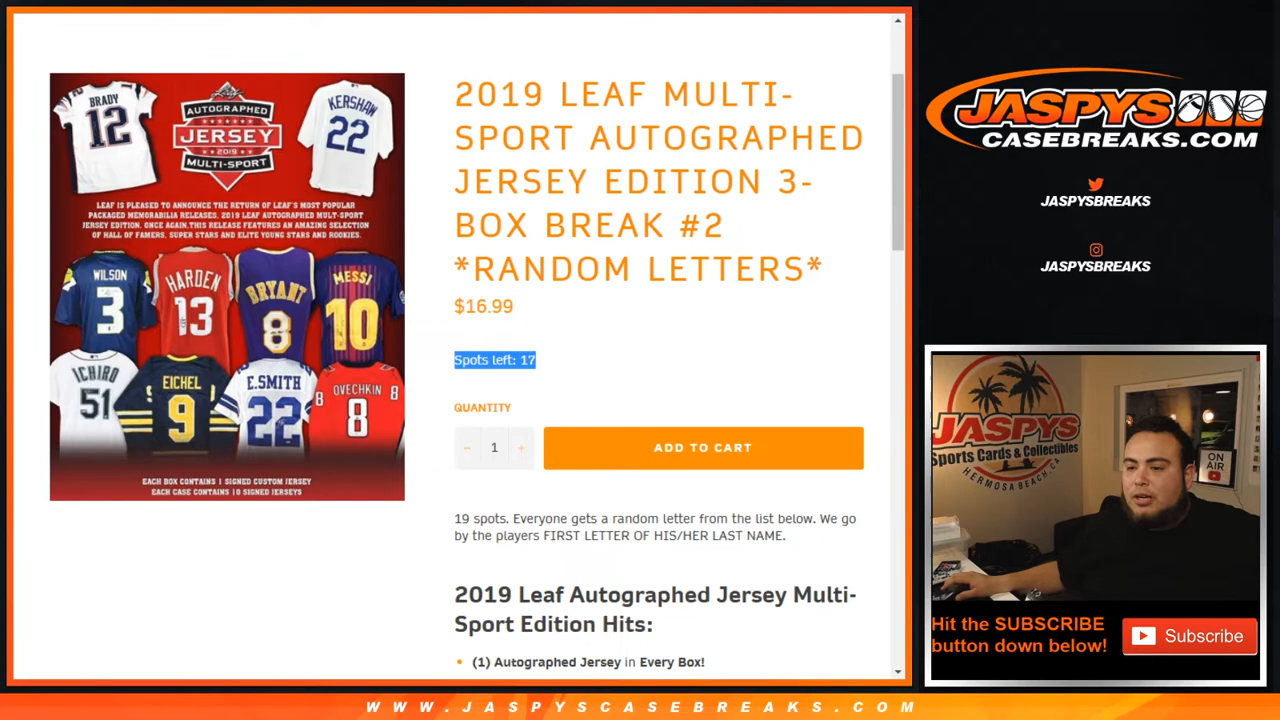 BRADY
12
KERSHAW
22
Leaf
AUTOGRAPHED
JERSEY
2019
MULTI-SPORT
LEAF IS PLEASED TO ANNOUNCE THE RETURN OF LEAF'S MOST POPULAR
PACKAGED MEMORABILIA RELEASES, 2019 LEAF AUTOGRAPHED MULT-SPORT
JERSEY EDITION. ONCE AGAIN,THIS RELEASE FEATURES AN AMAZING SELECTION
OF HALL OF FAMERS, SUPER STARS AND ELITE YOUNG STARS AND ROOKIES.
WILSON
3
HARDEN
13
BRYANT
8
MESSI
10
ICHIRO
51
EICHEL
9
E.SMITH
22
OVECHKIN
8
8
EACH BOX CONTAINS 1 SIGNED CUSTOM JERSEY
EACH CASE CONTAINS 10 SIGNED JERSEYS
2019 LEAF MULTI-
SPORT AUTOGRAPHED
JERSEY EDITION 3-
BOX BREAK #2
*RANDOM LETTERS*
$16.99
Spots left: 17
QUANTITY
− 1 +
ADD TO CART
19 spots. Everyone gets a random letter from the list below. We go
by the players FIRST LETTER OF HIS/HER LAST NAME.
2019 Leaf Autographed Jersey Multi-
Sport Edition Hits:
• (1) Autographed Jersey in Every Box!
JASPYS
CASEBREAKS.COM
JASPYSBREAKS
JASPYSBREAKS
JASPYS
Sports Cards & Collectibles
HERMOSA BEACH, CA
ON
AIR
Hit the SUBSCRIBE
button down below!
Subscribe
WWW.JASPYSCASEBREAKS.COM